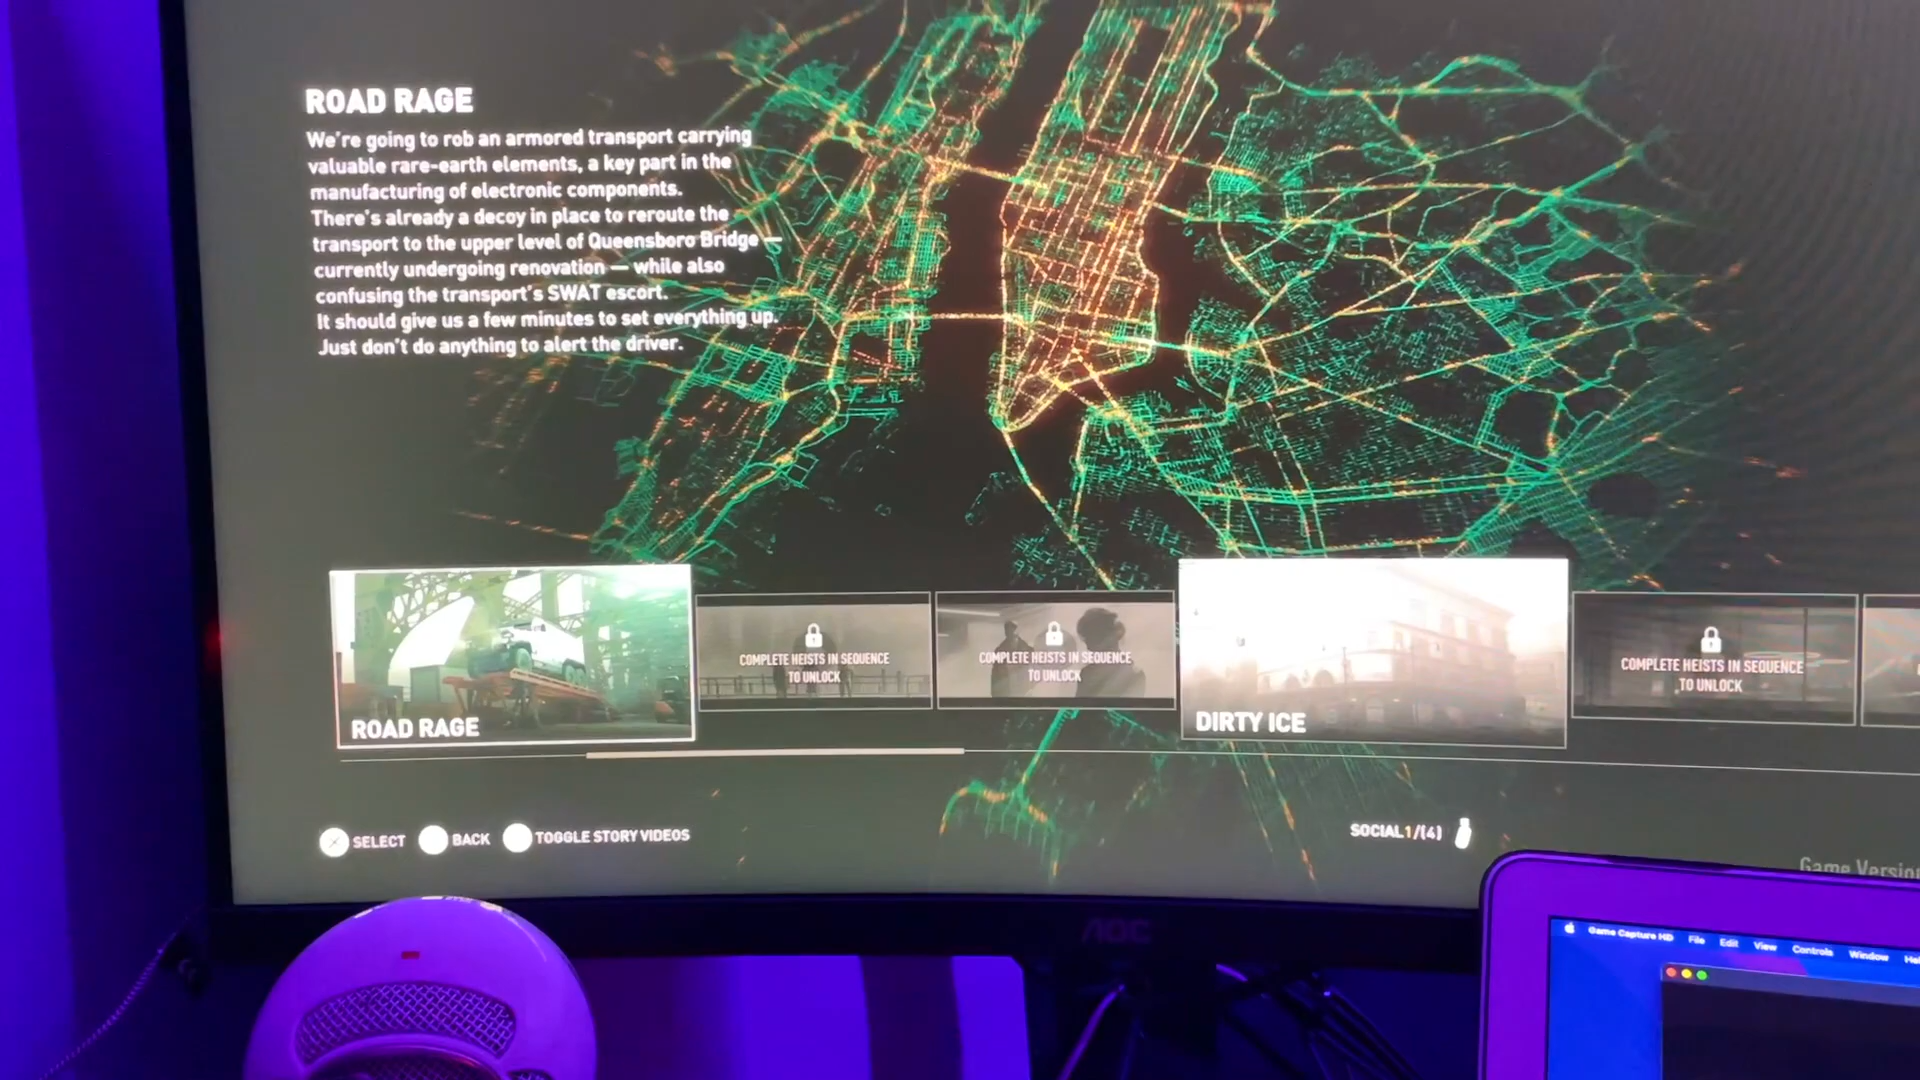 ROAD RAGE
We're going to rob an armored transport carrying
valuable rare-earth elements, a key part in the
manufacturing of electronic components.
There's already a decoy in place to reroute the
transport to the upper level of Queensboro Bridge —
currently undergoing renovation — while also
confusing the transport's SWAT escort.
It should give us a few minutes to set everything up.
Just don't do anything to alert the driver.
ROAD RAGE
COMPLETE HEISTS IN SEQUENCE
TO UNLOCK
COMPLETE HEISTS IN SEQUENCE
TO UNLOCK
DIRTY ICE
COMPLETE HEISTS IN SEQUENCE
TO UNLOCK
SELECT BACK TOGGLE STORY VIDEOS
SOCIAL 1/(4)
Game Version
AOC
Game Capture HD File Edit View Controls Window